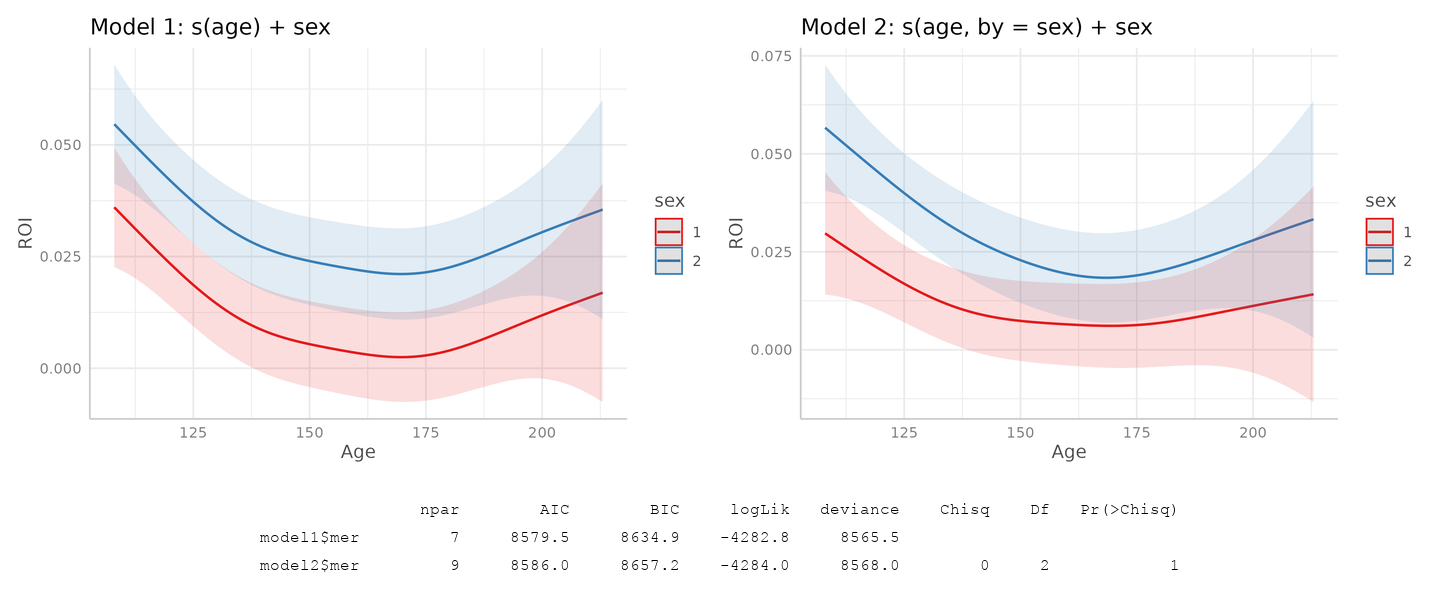 Model 1: s(age) + sex
0.050
0.025
0.000
ROI
125 150 175 200
Age
sex
1
2
Model 2: s(age, by = sex) + sex
0.075
0.050
0.025
0.000
ROI
125 150 175 200
Age
sex
1
2
npar AIC BIC logLik deviance Chisq Df Pr(>Chisq)
model1$mer 7 8579.5 8634.9 -4282.8 8565.5
model2$mer 9 8586.0 8657.2 -4284.0 8568.0 0 2 1